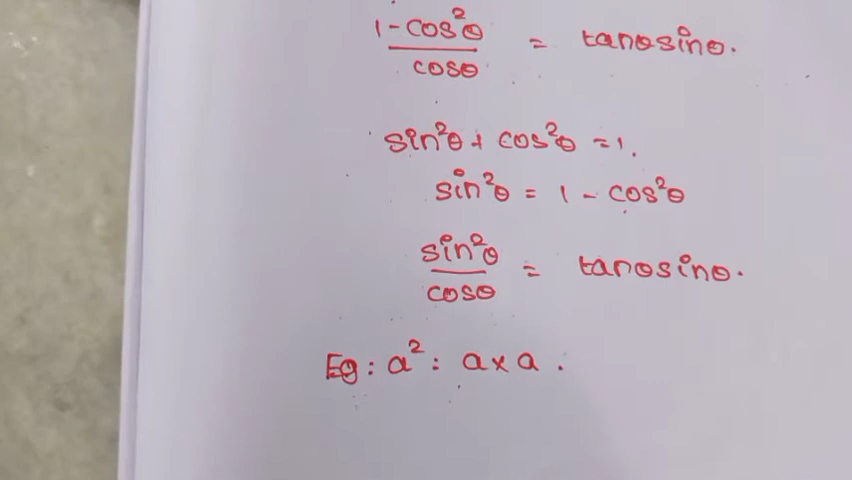 1 - cos²θ
cosθ
= tanθsinθ.
sin²θ + cos²θ = 1.
sin²θ = 1 - cos²θ
sin²θ
cosθ
= tanθsinθ.
Eg: a² : a x a .